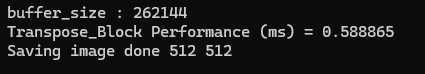 buffer_size : 262144
Transpose_Block Performance (ms) = 0.588865
Saving image done 512 512